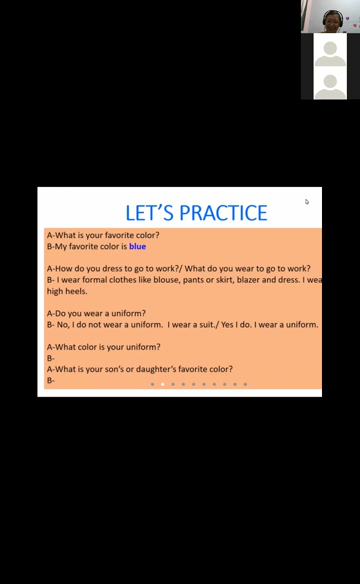 LET'S PRACTICE
A-What is your favorite color?
B-My favorite color is blue
A-How do you dress to go to work?/ What do you wear to go to work?
B- I wear formal clothes like blouse, pants or skirt, blazer and dress. I wea
high heels.
A-Do you wear a uniform?
B- No, I do not wear a uniform.  I wear a suit./ Yes I do. I wear a uniform.
A-What color is your uniform?
B-
A-What is your son's or daughter's favorite color?
B-